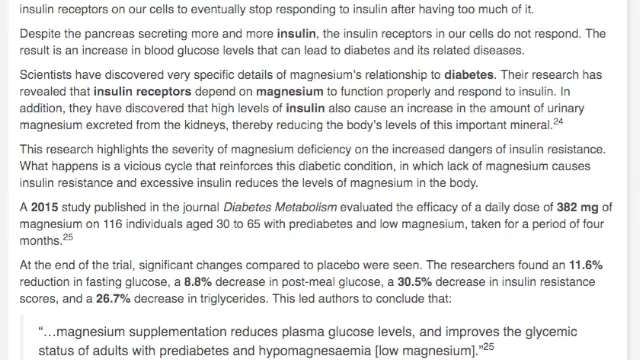 insulin receptors on our cells to eventually stop responding to insulin after having too much of it.
Despite the pancreas secreting more and more insulin, the insulin receptors in our cells do not respond. The
result is an increase in blood glucose levels that can lead to diabetes and its related diseases.
Scientists have discovered very specific details of magnesium's relationship to diabetes. Their research has
revealed that insulin receptors depend on magnesium to function properly and respond to insulin. In
addition, they have discovered that high levels of insulin also cause an increase in the amount of urinary
magnesium excreted from the kidneys, thereby reducing the body's levels of this important mineral.24
This research highlights the severity of magnesium deficiency on the increased dangers of insulin resistance.
What happens is a vicious cycle that reinforces this diabetic condition, in which lack of magnesium causes
insulin resistance and excessive insulin reduces the levels of magnesium in the body.
A 2015 study published in the journal Diabetes Metabolism evaluated the efficacy of a daily dose of 382 mg of
magnesium on 116 individuals aged 30 to 65 with prediabetes and low magnesium, taken for a period of four
months.25
At the end of the trial, significant changes compared to placebo were seen. The researchers found an 11.6%
reduction in fasting glucose, a 8.8% decrease in post-meal glucose, a 30.5% decrease in insulin resistance
scores, and a 26.7% decrease in triglycerides. This led authors to conclude that:
“…magnesium supplementation reduces plasma glucose levels, and improves the glycemic
status of adults with prediabetes and hypomagnesaemia [low magnesium].”25